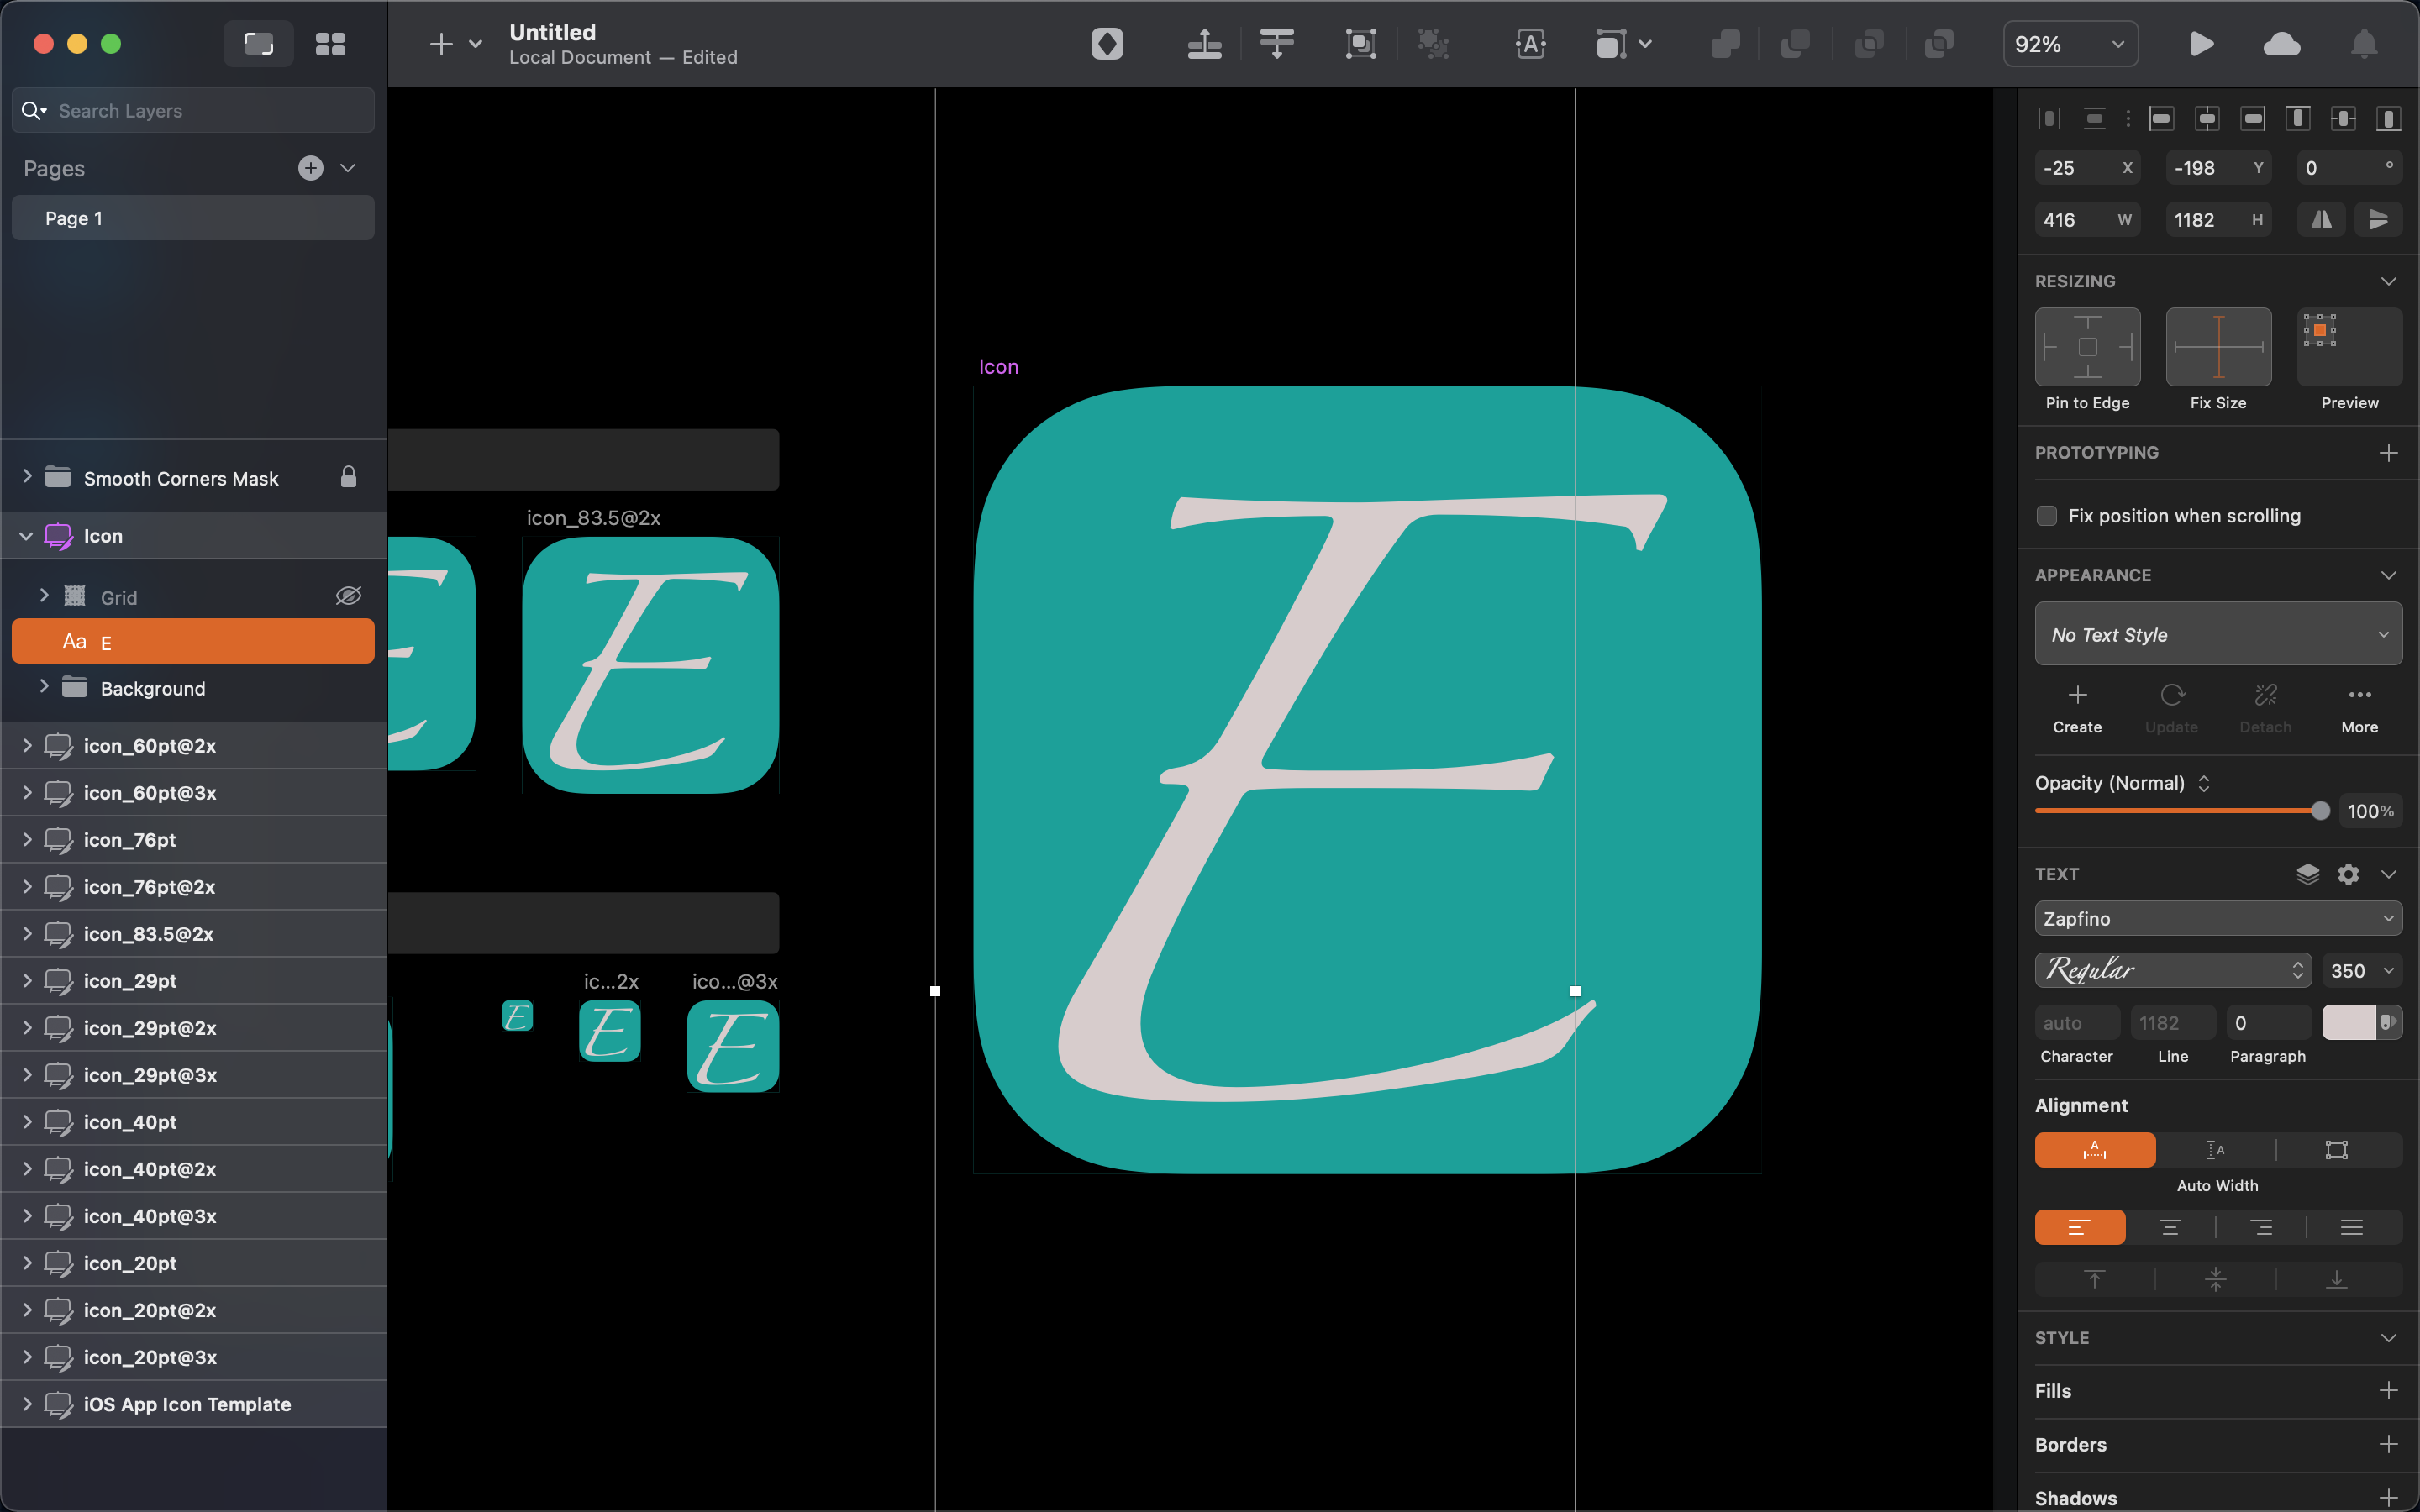 Untitled
Local Document — Edited
92%
Search Layers
Pages
Page 1
Smooth Corners Mask
Icon
Grid
Aa E
Background
icon_60pt@2x
icon_60pt@3x
icon_76pt
icon_76pt@2x
icon_83.5@2x
icon_29pt
icon_29pt@2x
icon_29pt@3x
icon_40pt
icon_40pt@2x
icon_40pt@3x
icon_20pt
icon_20pt@2x
icon_20pt@3x
iOS App Icon Template
icon_83.5@2x
E
E
ic...2x
ico...@3x
E
E
E
Icon
E
-25 X
-198 Y
0 °
416 W
1182 H
RESIZING
Pin to Edge
Fix Size
Preview
PROTOTYPING
Fix position when scrolling
APPEARANCE
No Text Style
Create
Update
Detach
More
Opacity (Normal)
100%
TEXT
Zapfino
Regular
350
auto
1182
0
Character
Line
Paragraph
Alignment
A
A
Auto Width
STYLE
Fills
Borders
Shadows